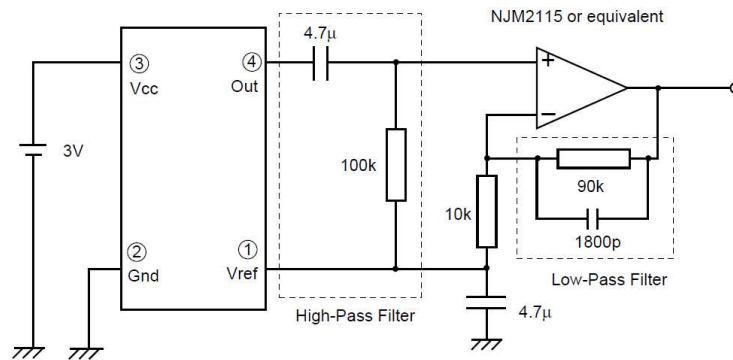 NJM2115 or equivalent
4.7μ
③
Vcc
④
Out
+
−
3V
100k
10k
90k
1800p
②
Gnd
①
Vref
Low-Pass Filter
High-Pass Filter
4.7μ